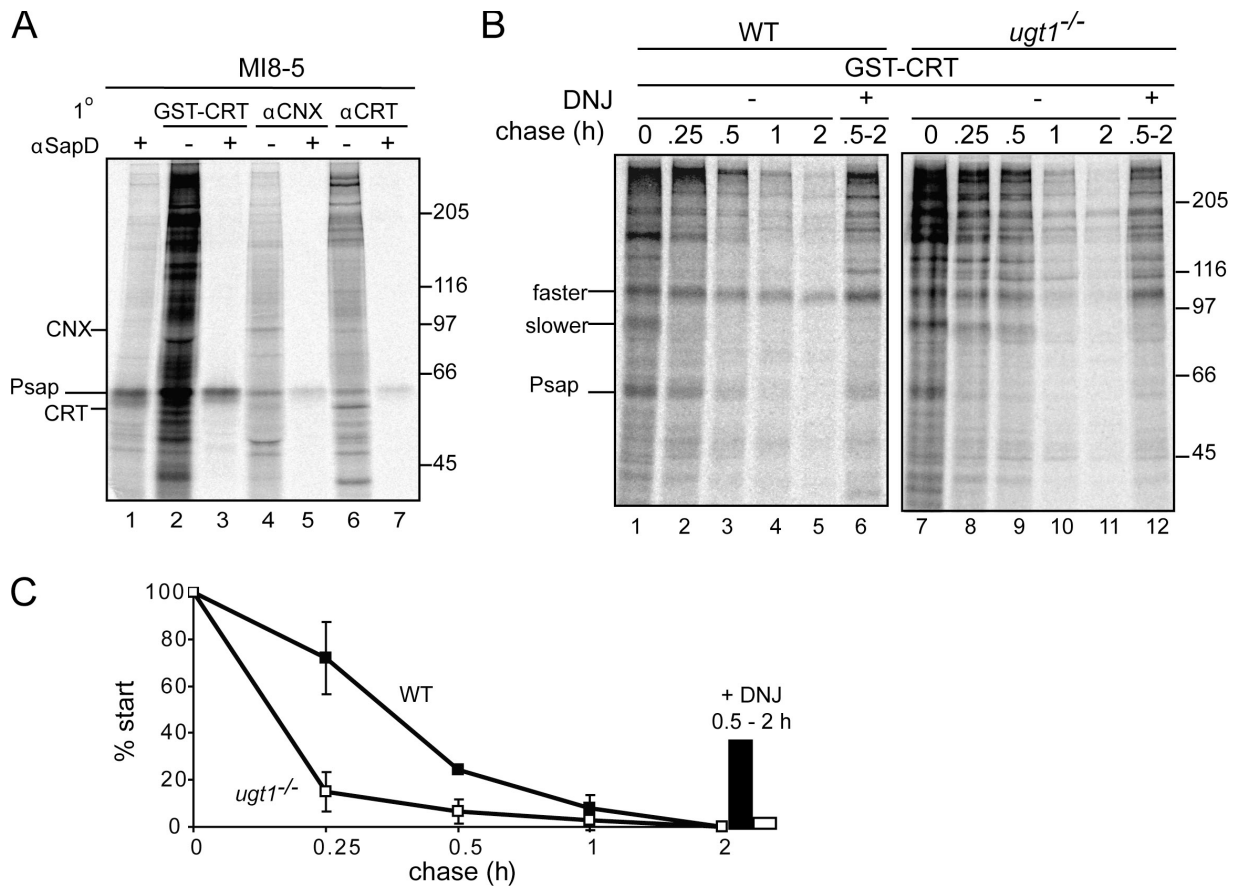 A
MI8-5
1° GST-CRT αCNX αCRT
αSapD + - + - + - +
205
116
CNX 97
66
Psap
CRT
45
1 2 3 4 5 6 7
B
WT ugt1-/-
GST-CRT
DNJ - + - +
chase (h) 0 .25 .5 1 2 .5-2 0 .25 .5 1 2 .5-2
205
116
faster
97
slower
66
Psap
45
1 2 3 4 5 6 7 8 9 10 11 12
C
100
80
60
40
20
0
% start
WT
ugt1-/-
+ DNJ
0.5 - 2 h
0 0.25 0.5 1 2
chase (h)